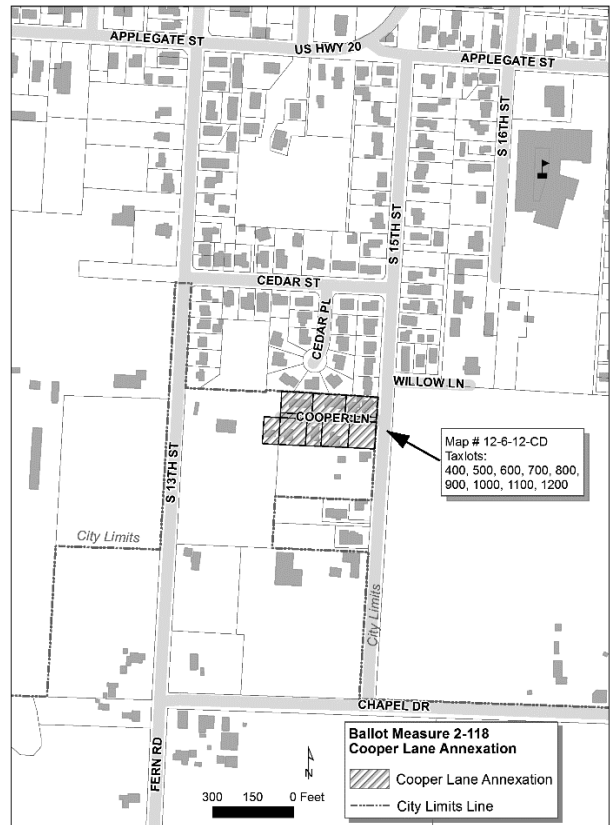 APPLEGATE ST
US HWY 20
APPLEGATE ST
S 16TH ST
S 15TH ST
CEDAR ST
CEDAR PL
WILLOW LN
COOPER LN
Map # 12-6-12-CD
Taxlots:
400, 500, 600, 700, 800,
900, 1000, 1100, 1200
S 13TH ST
City Limits
City Limits
CHAPEL DR
FERN RD
N
300 150 0 Feet
Ballot Measure 2-118
Cooper Lane Annexation
Cooper Lane Annexation
City Limits Line